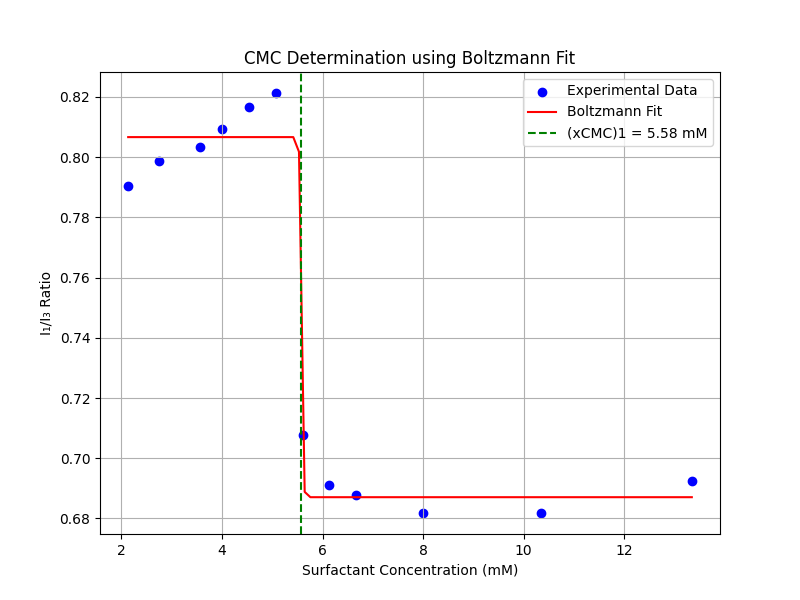 CMC Determination using Boltzmann Fit
Experimental Data
Boltzmann Fit
(xCMC)1 = 5.58 mM
I₁/I₃ Ratio
0.82
0.80
0.78
0.76
0.74
0.72
0.70
0.68
2 4 6 8 10 12
Surfactant Concentration (mM)